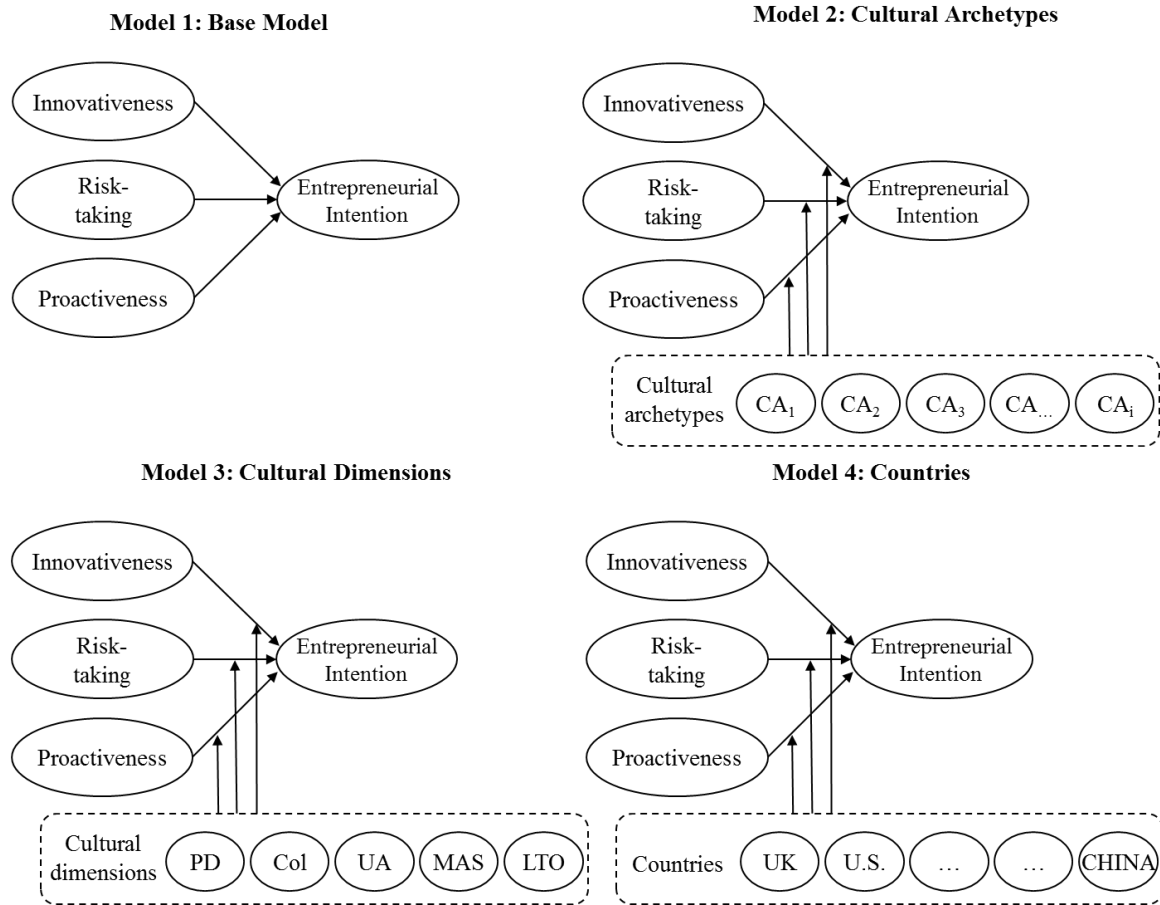 Model 1: Base Model
Innovativeness
Risk-
taking
Proactiveness
Entrepreneurial
Intention
Model 2: Cultural Archetypes
Innovativeness
Risk-
taking
Proactiveness
Entrepreneurial
Intention
Cultural
archetypes
CA₁
CA₂
CA₃
CA...
CAᵢ
Model 3: Cultural Dimensions
Innovativeness
Risk-
taking
Proactiveness
Entrepreneurial
Intention
Cultural
dimensions
PD
Col
UA
MAS
LTO
Model 4: Countries
Innovativeness
Risk-
taking
Proactiveness
Entrepreneurial
Intention
Countries
UK
U.S.
…
…
CHINA